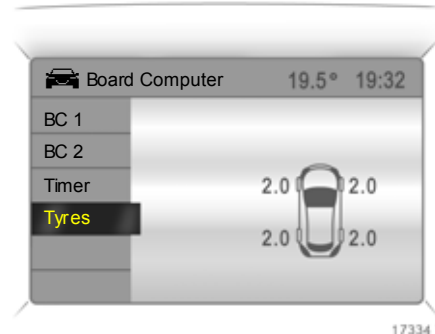 Board Computer 19.5° 19:32
BC 1
BC 2
Timer
Tyres
2.0 2.0
2.0 2.0
17334